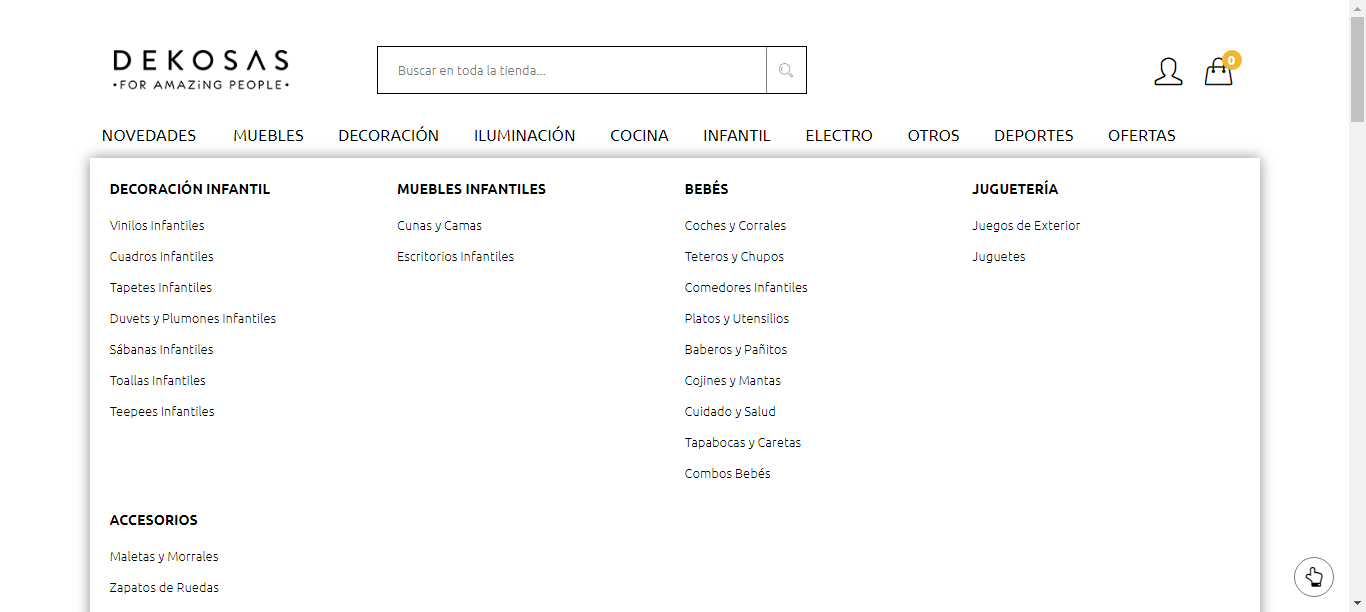 DEKOSAS
•FOR AMAZiNG PEOPLE•
Buscar en toda la tienda...
0
NOVEDADES MUEBLES DECORACIÓN ILUMINACIÓN COCINA INFANTIL ELECTRO OTROS DEPORTES OFERTAS
DECORACIÓN INFANTIL
Vinilos Infantiles
Cuadros Infantiles
Tapetes Infantiles
Duvets y Plumones Infantiles
Sábanas Infantiles
Toallas Infantiles
Teepees Infantiles
MUEBLES INFANTILES
Cunas y Camas
Escritorios Infantiles
BEBÉS
Coches y Corrales
Teteros y Chupos
Comedores Infantiles
Platos y Utensilios
Baberos y Pañitos
Cojines y Mantas
Cuidado y Salud
Tapabocas y Caretas
Combos Bebés
JUGUETERÍA
Juegos de Exterior
Juguetes
ACCESORIOS
Maletas y Morrales
Zapatos de Ruedas